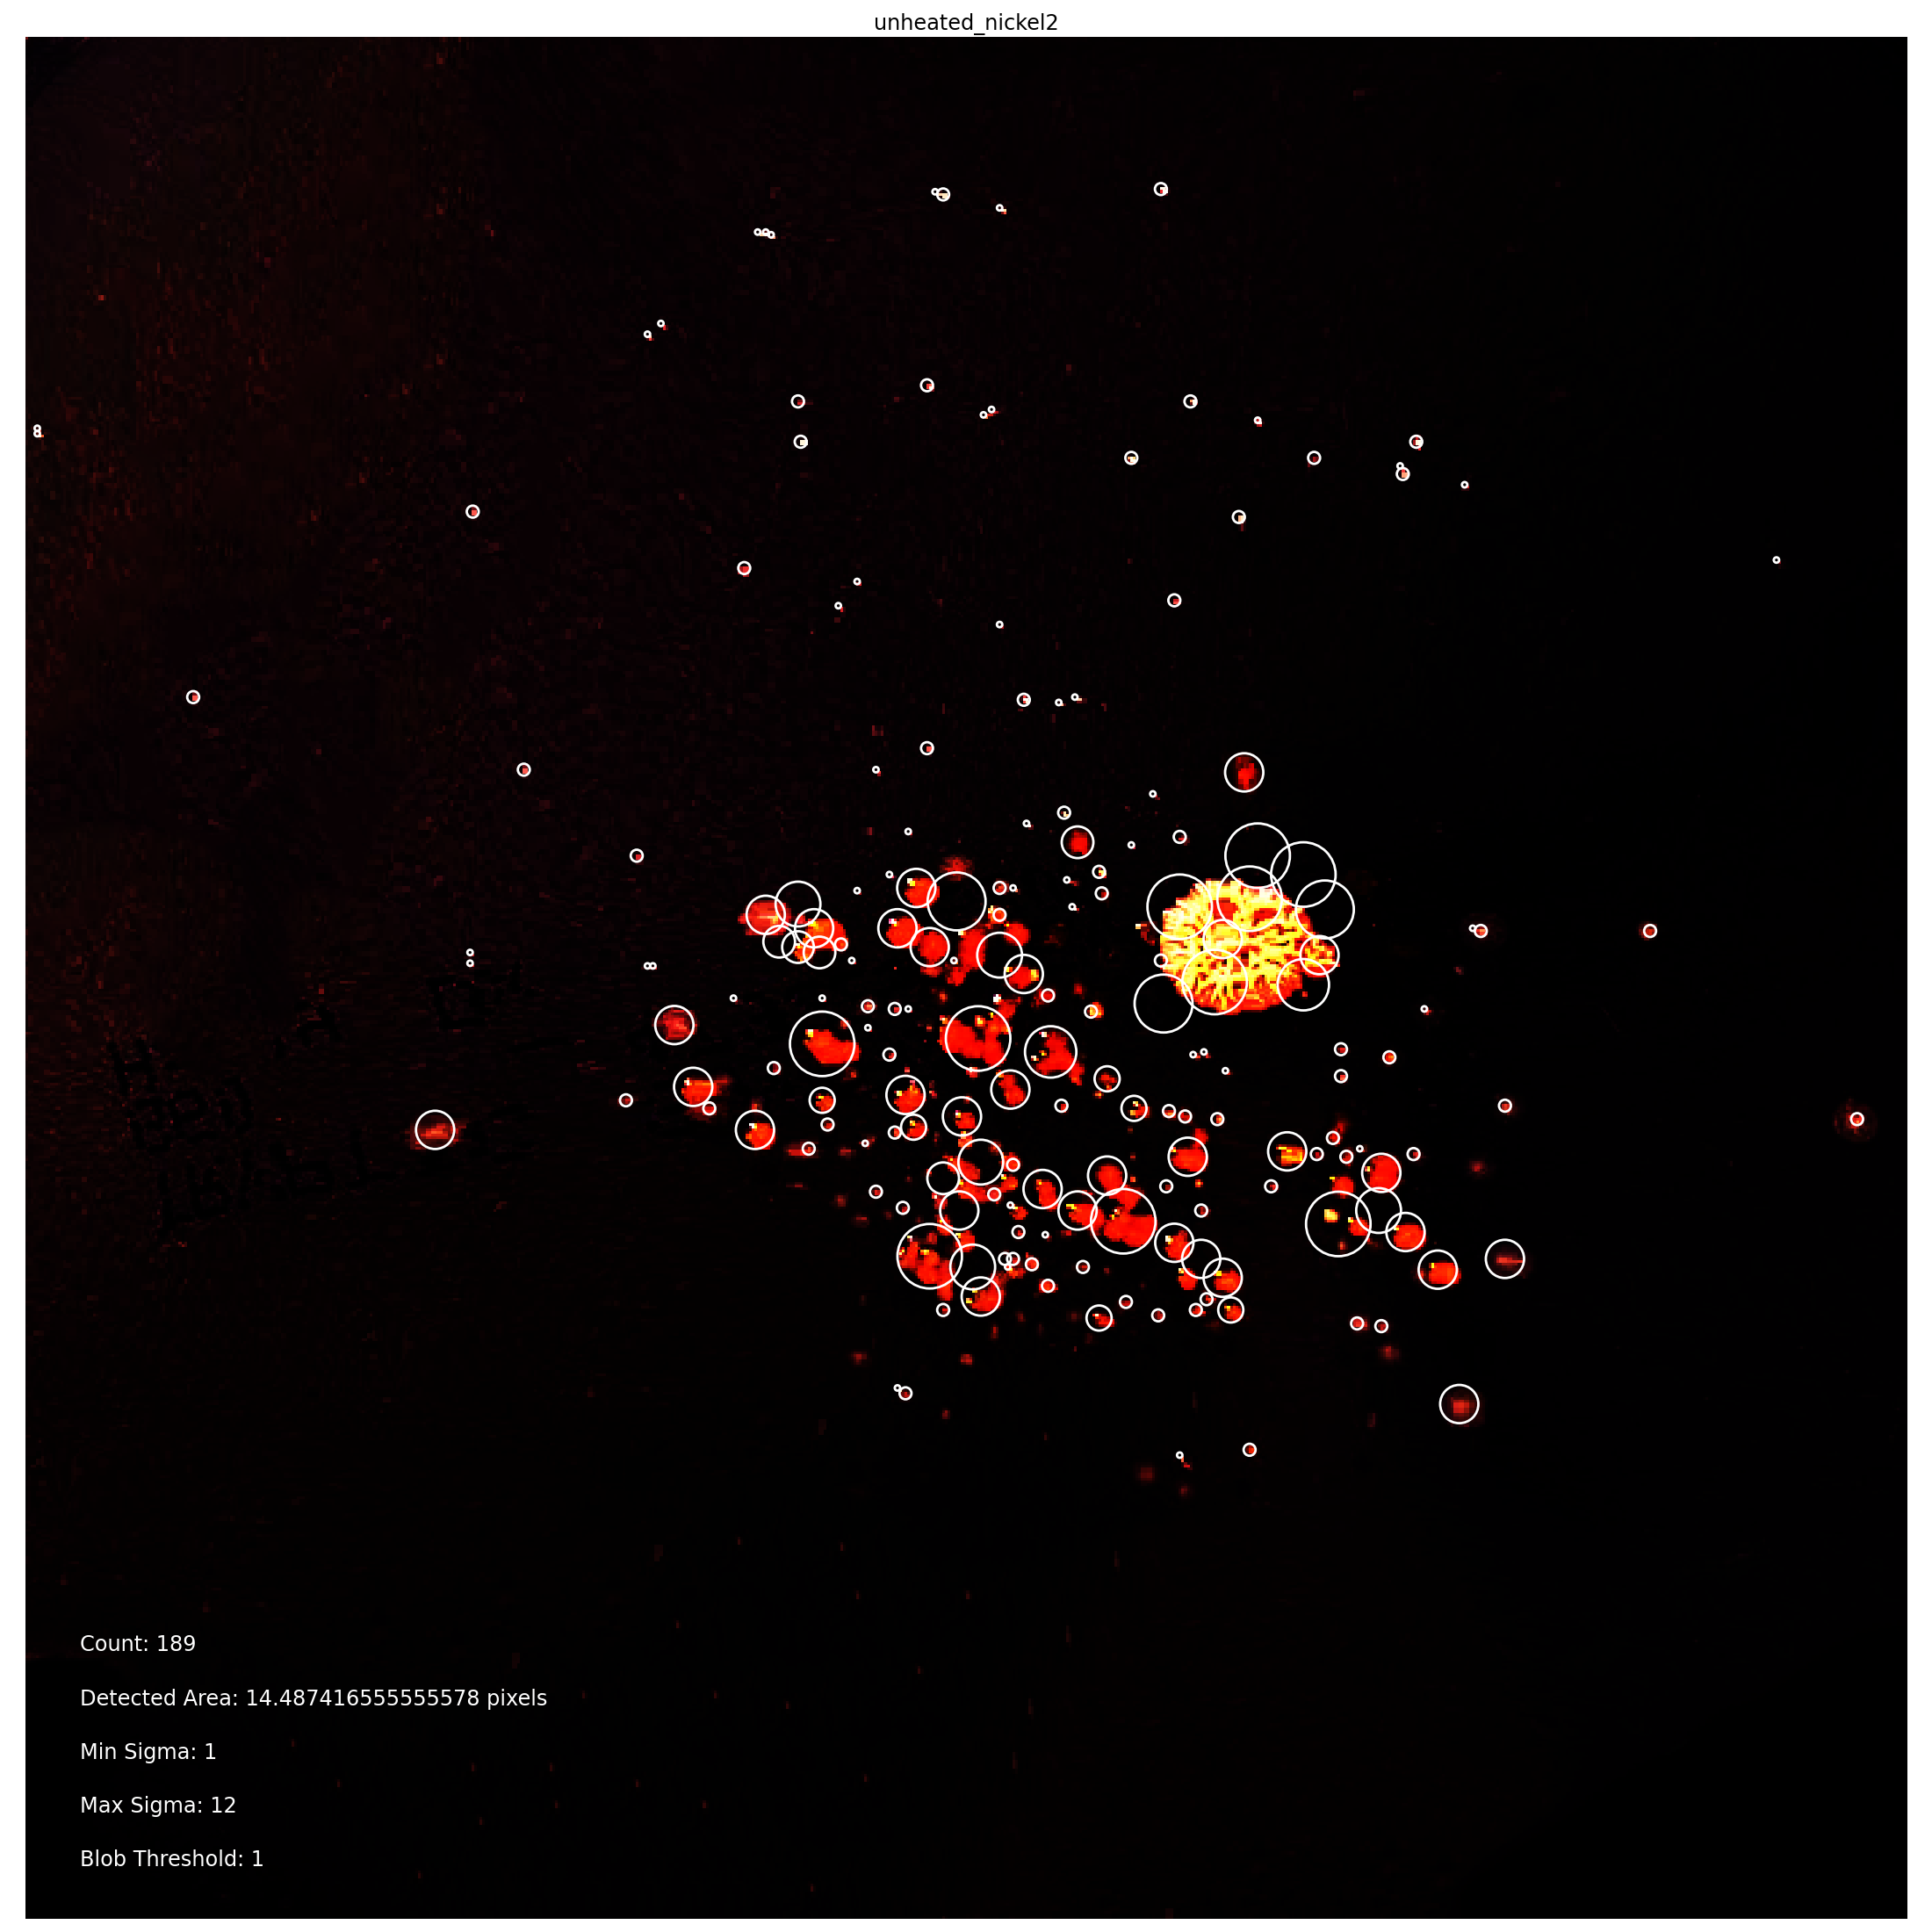 unheated_nickel2
Count: 189
Detected Area: 14.487416555555578 pixels
Min Sigma: 1
Max Sigma: 12
Blob Threshold: 1